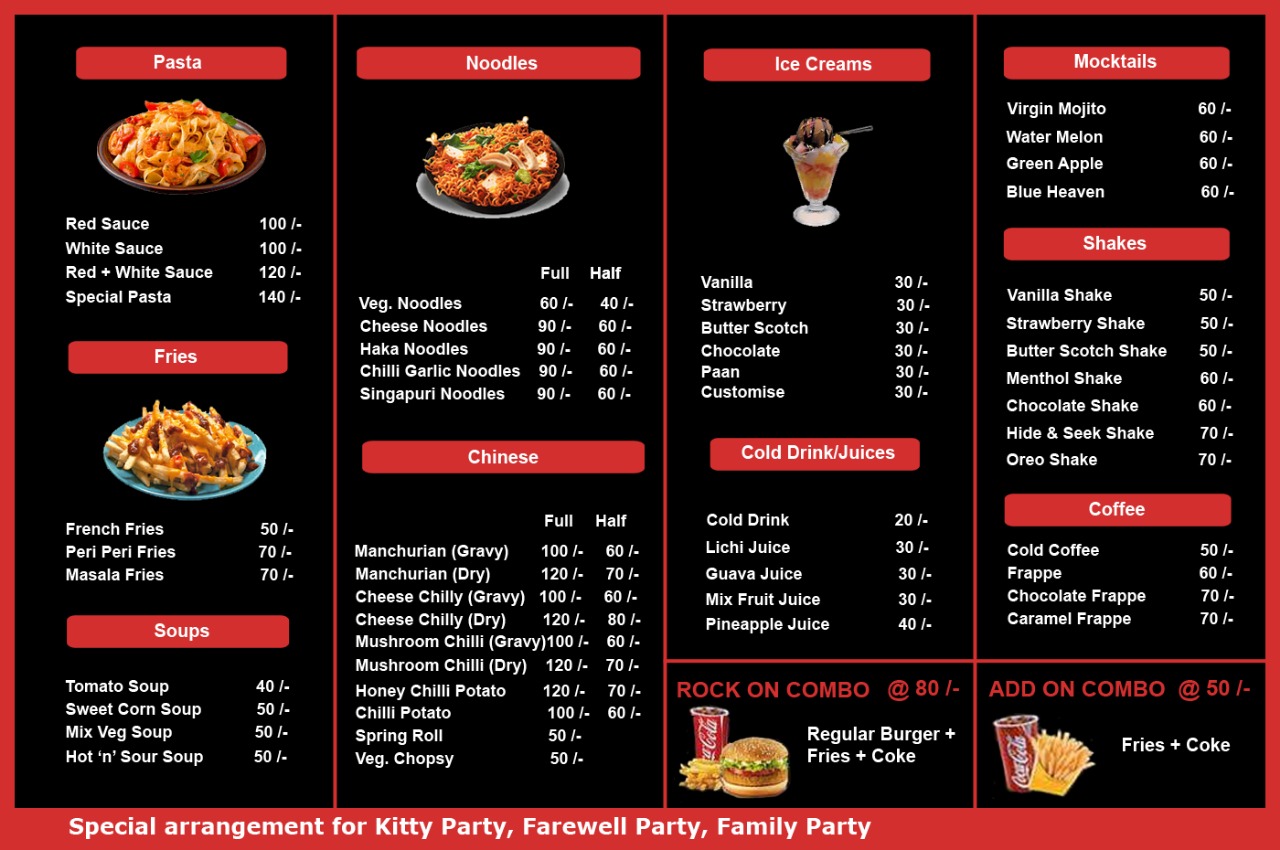 Pasta
Red Sauce 100 /-
White Sauce 100 /-
Red + White Sauce 120 /-
Special Pasta 140 /-
Fries
French Fries 50 /-
Peri Peri Fries 70 /-
Masala Fries 70 /-
Soups
Tomato Soup 40 /-
Sweet Corn Soup 50 /-
Mix Veg Soup 50 /-
Hot ‘n’ Sour Soup 50 /-
Noodles
Full Half
Veg. Noodles 60 /- 40 /-
Cheese Noodles 90 /- 60 /-
Haka Noodles 90 /- 60 /-
Chilli Garlic Noodles 90 /- 60 /-
Singapuri Noodles 90 /- 60 /-
Chinese
Full Half
Manchurian (Gravy) 100 /- 60 /-
Manchurian (Dry) 120 /- 70 /-
Cheese Chilly (Gravy) 100 /- 60 /-
Cheese Chilly (Dry) 120 /- 80 /-
Mushroom Chilli (Gravy)100 /- 60 /-
Mushroom Chilli (Dry) 120 /- 70 /-
Honey Chilli Potato 120 /- 70 /-
Chilli Potato 100 /- 60 /-
Spring Roll 50 /-
Veg. Chopsy 50 /-
Ice Creams
Vanilla 30 /-
Strawberry 30 /-
Butter Scotch 30 /-
Chocolate 30 /-
Paan 30 /-
Customise 30 /-
Cold Drink/Juices
Cold Drink 20 /-
Lichi Juice 30 /-
Guava Juice 30 /-
Mix Fruit Juice 30 /-
Pineapple Juice 40 /-
ROCK ON COMBO @ 80 /-
Coca-Cola
Regular Burger +
Fries + Coke
Mocktails
Virgin Mojito 60 /-
Water Melon 60 /-
Green Apple 60 /-
Blue Heaven 60 /-
Shakes
Vanilla Shake 50 /-
Strawberry Shake 50 /-
Butter Scotch Shake 50 /-
Menthol Shake 60 /-
Chocolate Shake 60 /-
Hide & Seek Shake 70 /-
Oreo Shake 70 /-
Coffee
Cold Coffee 50 /-
Frappe 60 /-
Chocolate Frappe 70 /-
Caramel Frappe 70 /-
ADD ON COMBO @ 50 /-
Coca-Cola
Fries + Coke
Special arrangement for Kitty Party, Farewell Party, Family Party